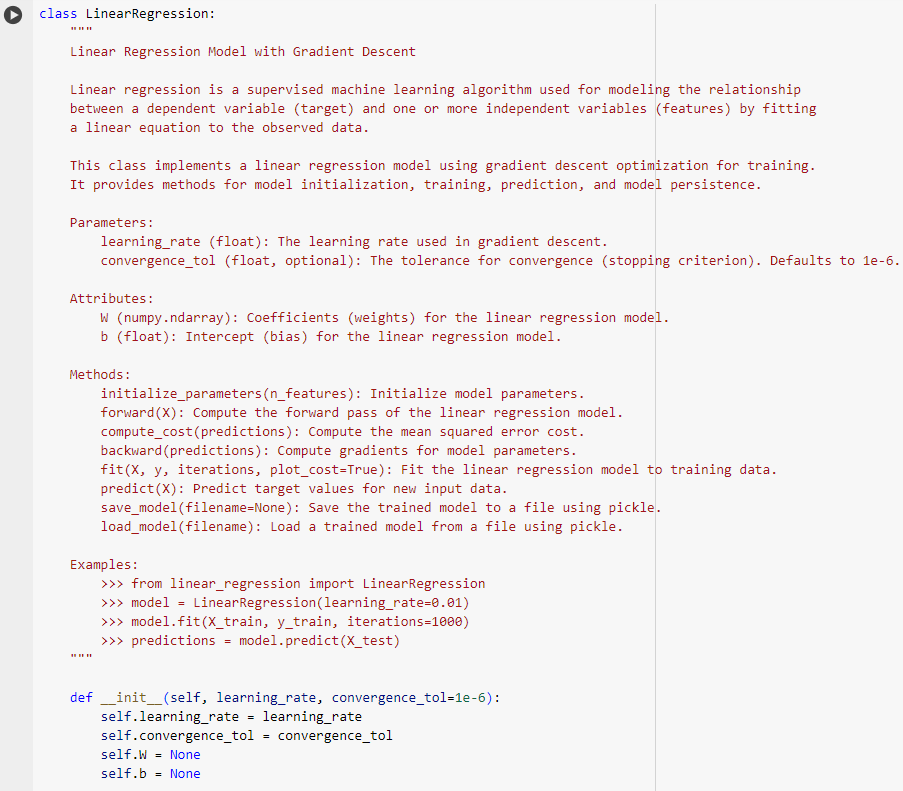 class LinearRegression:
    """
    Linear Regression Model with Gradient Descent

    Linear regression is a supervised machine learning algorithm used for modeling the relationship
    between a dependent variable (target) and one or more independent variables (features) by fitting
    a linear equation to the observed data.

    This class implements a linear regression model using gradient descent optimization for training.
    It provides methods for model initialization, training, prediction, and model persistence.

    Parameters:
        learning_rate (float): The learning rate used in gradient descent.
        convergence_tol (float, optional): The tolerance for convergence (stopping criterion). Defaults to 1e-6.

    Attributes:
        W (numpy.ndarray): Coefficients (weights) for the linear regression model.
        b (float): Intercept (bias) for the linear regression model.

    Methods:
        initialize_parameters(n_features): Initialize model parameters.
        forward(X): Compute the forward pass of the linear regression model.
        compute_cost(predictions): Compute the mean squared error cost.
        backward(predictions): Compute gradients for model parameters.
        fit(X, y, iterations, plot_cost=True): Fit the linear regression model to training data.
        predict(X): Predict target values for new input data.
        save_model(filename=None): Save the trained model to a file using pickle.
        load_model(filename): Load a trained model from a file using pickle.

    Examples:
        >>> from linear_regression import LinearRegression
        >>> model = LinearRegression(learning_rate=0.01)
        >>> model.fit(X_train, y_train, iterations=1000)
        >>> predictions = model.predict(X_test)
    """

    def __init__(self, learning_rate, convergence_tol=1e-6):
        self.learning_rate = learning_rate
        self.convergence_tol = convergence_tol
        self.W = None
        self.b = None